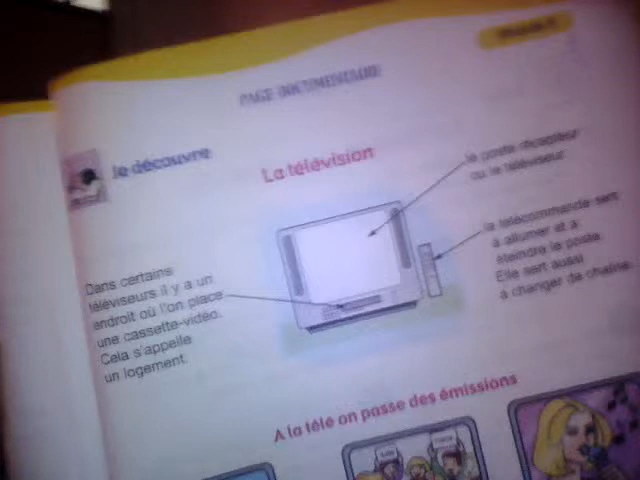 PAGE DOCUMENTAIRE
Je découvre
La télévision
le poste récepteur
ou le téléviseur.
la télécommande sert
à allumer et à
éteindre le poste.
Elle sert aussi
à changer de chaîne.
Dans certains
téléviseurs il y a un
endroit où l'on place
une cassette-vidéo.
Cela s'appelle
un logement.
A la télé on passe des émissions